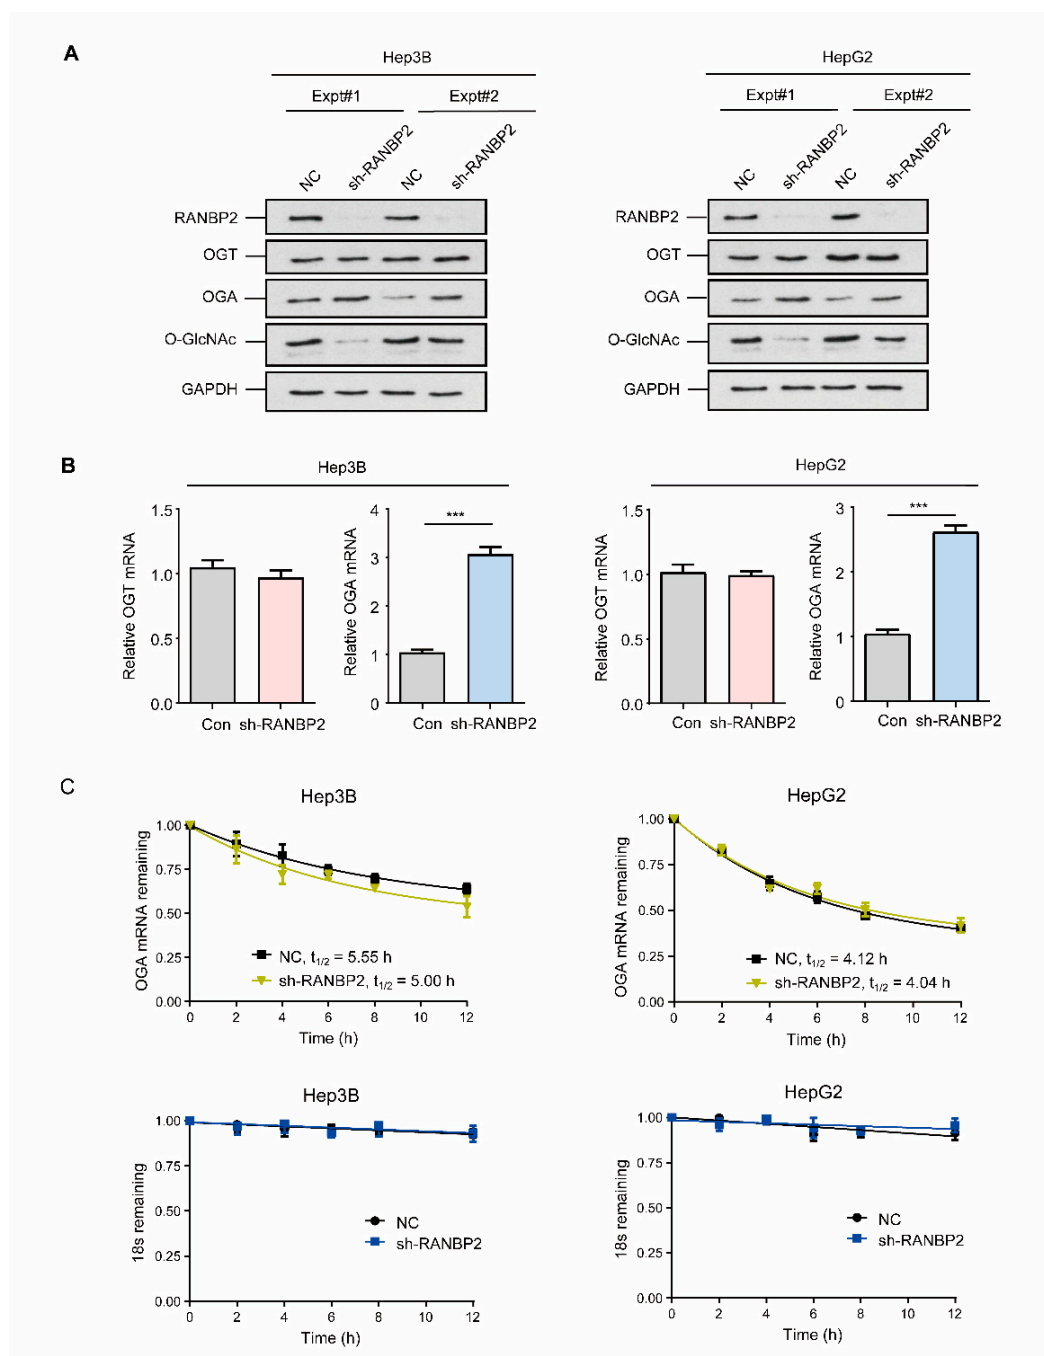 A
Hep3B
HepG2
Expt#1 Expt#2
Expt#1 Expt#2
NC sh-RANBP2 NC sh-RANBP2
NC sh-RANBP2 NC sh-RANBP2
RANBP2
OGT
OGA
O-GlcNAc
GAPDH
RANBP2
OGT
OGA
O-GlcNAc
GAPDH
B
Hep3B
HepG2
Relative OGT mRNA
1.5
1.0
0.5
0.0
Con sh-RANBP2
Relative OGA mRNA
4
3
2
1
0
***
Con sh-RANBP2
Relative OGT mRNA
1.5
1.0
0.5
0.0
Con sh-RANBP2
Relative OGA mRNA
3
2
1
0
***
Con sh-RANBP2
C
Hep3B
OGA mRNA remaining
1.00
0.75
0.50
0.25
0.00
NC, t1/2 = 5.55 h
sh-RANBP2, t1/2 = 5.00 h
0 2 4 6 8 10 12
Time (h)
HepG2
OGA mRNA remaining
1.00
0.75
0.50
0.25
0.00
NC, t1/2 = 4.12 h
sh-RANBP2, t1/2 = 4.04 h
0 2 4 6 8 10 12
Time (h)
Hep3B
18s remaining
1.00
0.75
0.50
0.25
0.00
NC
sh-RANBP2
0 2 4 6 8 10 12
Time (h)
HepG2
18s remaining
1.00
0.75
0.50
0.25
0.00
NC
sh-RANBP2
0 2 4 6 8 10 12
Time (h)